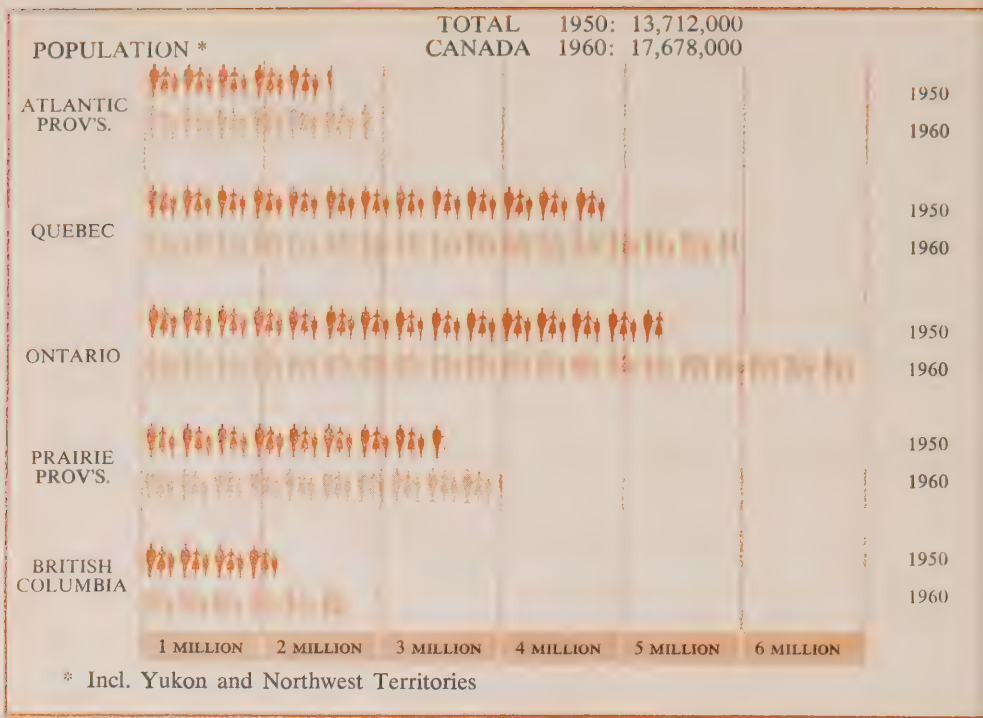 TOTAL 1950: 13,712,000
POPULATION * CANADA 1960: 17,678,000
ATLANTIC PROV'S.
1950
1960
QUEBEC
1950
1960
ONTARIO
1950
1960
PRAIRIE PROV'S.
1950
1960
BRITISH COLUMBIA
1950
1960
1 MILLION 2 MILLION 3 MILLION 4 MILLION 5 MILLION 6 MILLION
* Incl. Yukon and Northwest Territories